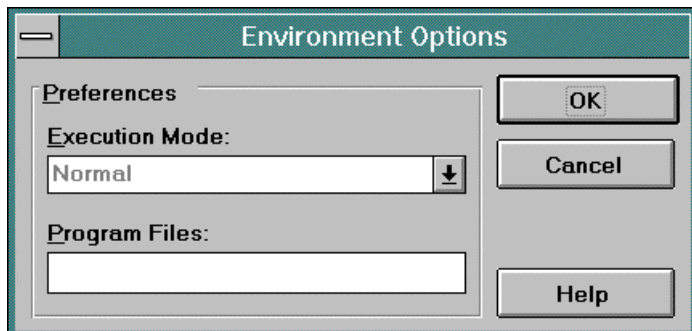 Environment Options
Preferences
OK
Execution Mode:
Normal
Cancel
Program Files:
Help